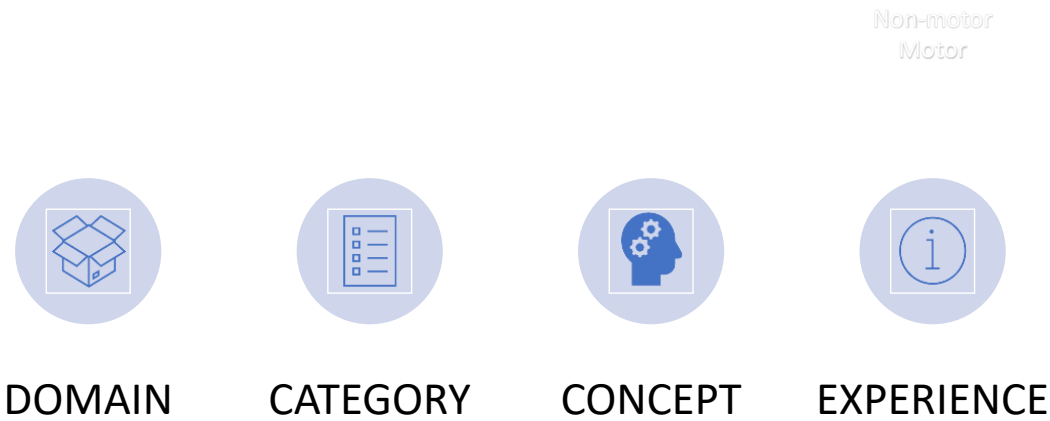 Non-motor
Motor
DOMAIN
CATEGORY
CONCEPT
EXPERIENCE